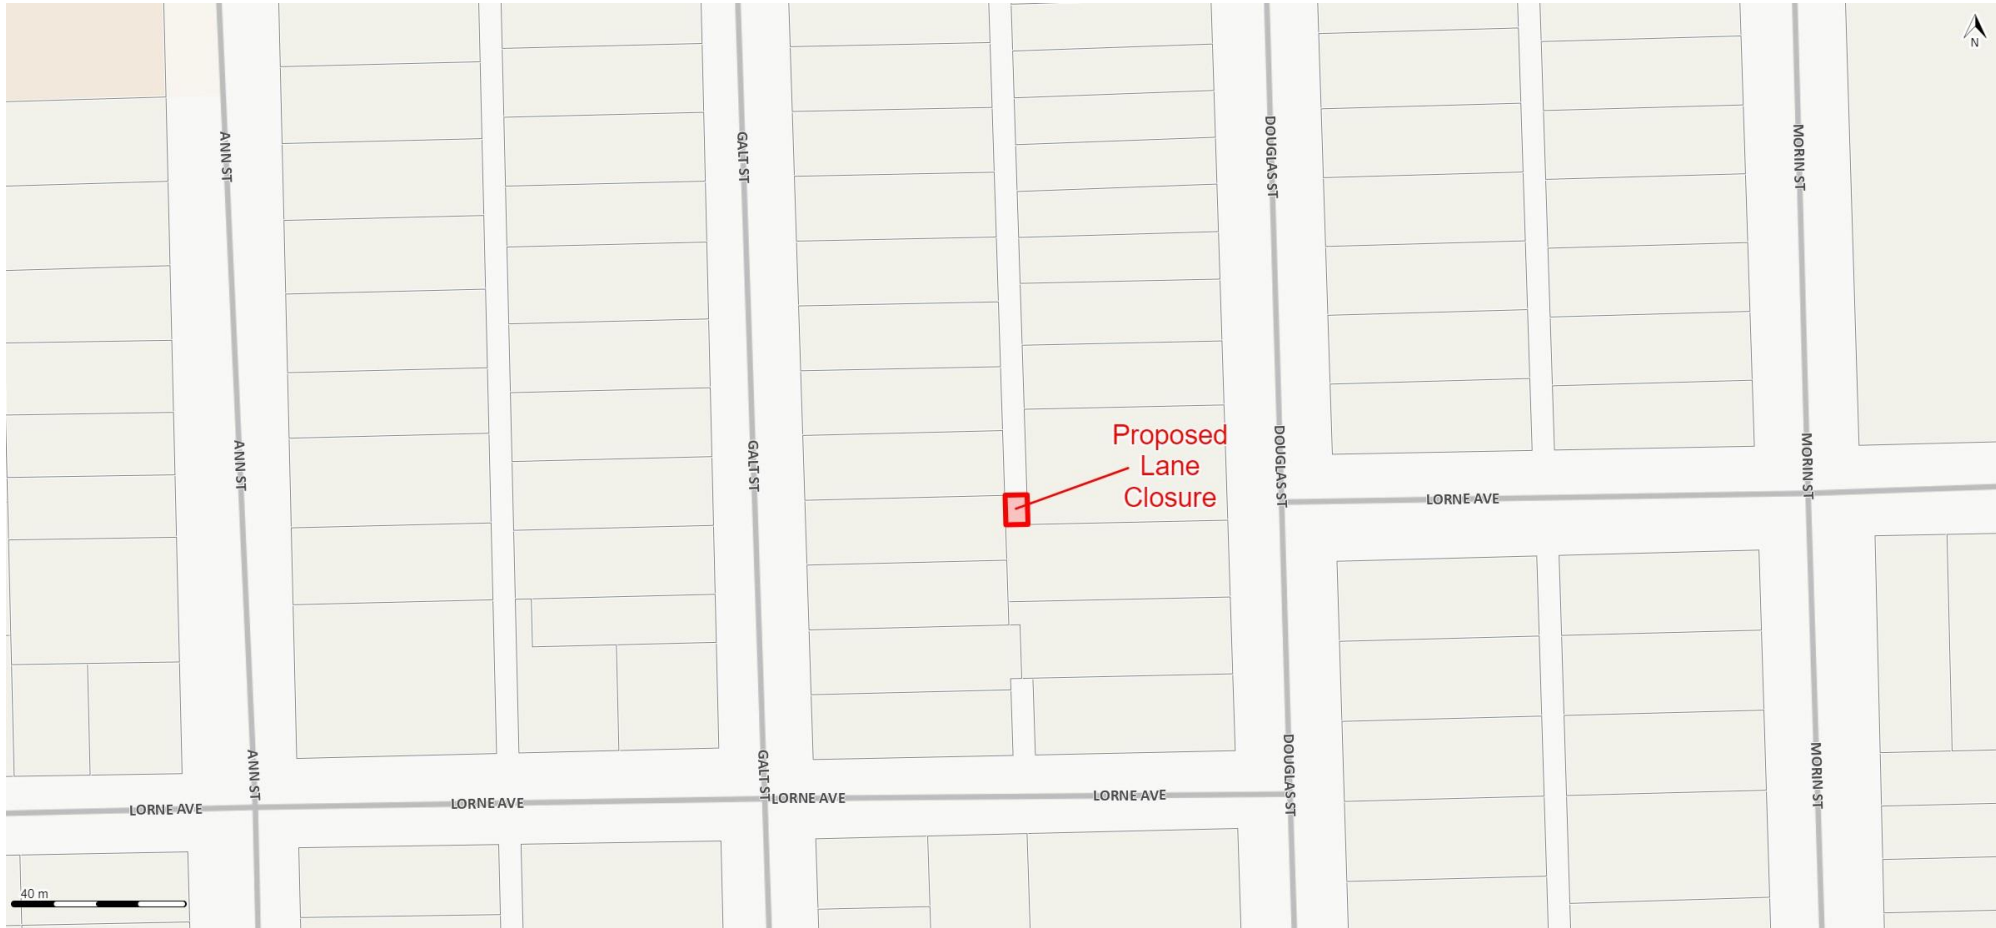 N
ANN ST
GALT ST
DOUGLAS ST
MORIN ST
ANN ST
GALT ST
DOUGLAS ST
MORIN ST
Proposed
Lane
Closure
LORNE AVE
ANN ST
GALT ST
DOUGLAS ST
MORIN ST
LORNE AVE
LORNE AVE
LORNE AVE
LORNE AVE
40 m